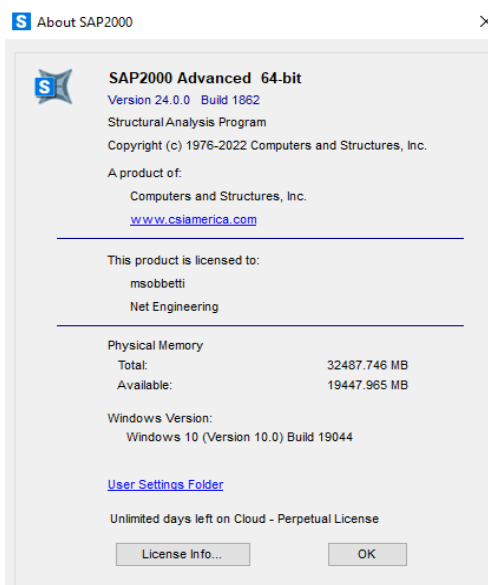 S About SAP2000
S SAP2000 Advanced 64-bit
Version 24.0.0 Build 1862
Structural Analysis Program
Copyright (c) 1976-2022 Computers and Structures, Inc.
A product of:
Computers and Structures, Inc.
www.csiamerica.com
This product is licensed to:
msobbetti
Net Engineering
Physical Memory
Total: 32487.746 MB
Available: 19447.965 MB
Windows Version:
Windows 10 (Version 10.0) Build 19044
User Settings Folder
Unlimited days left on Cloud - Perpetual License
License Info... OK